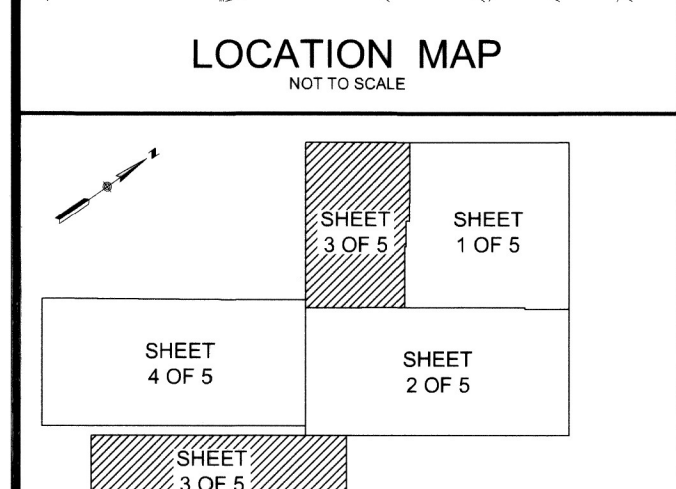 LOCATION MAP
NOT TO SCALE
N
SHEET
3 OF 5
SHEET
1 OF 5
SHEET
4 OF 5
SHEET
2 OF 5
SHEET
3 OF 5